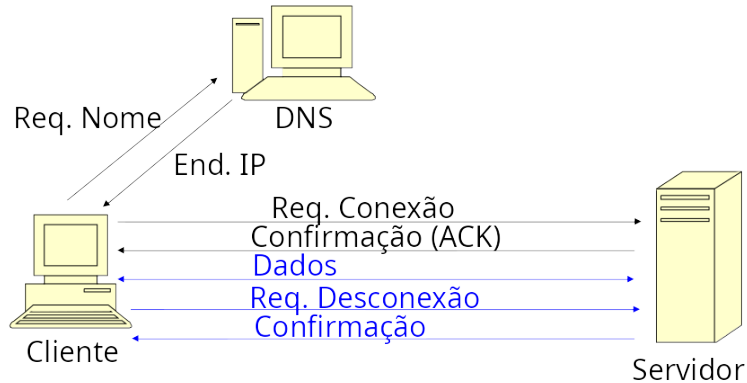 Req. Nome
DNS
End. IP
Req. Conexão
Confirmação (ACK)
Dados
Req. Desconexão
Confirmação
Cliente
Servidor